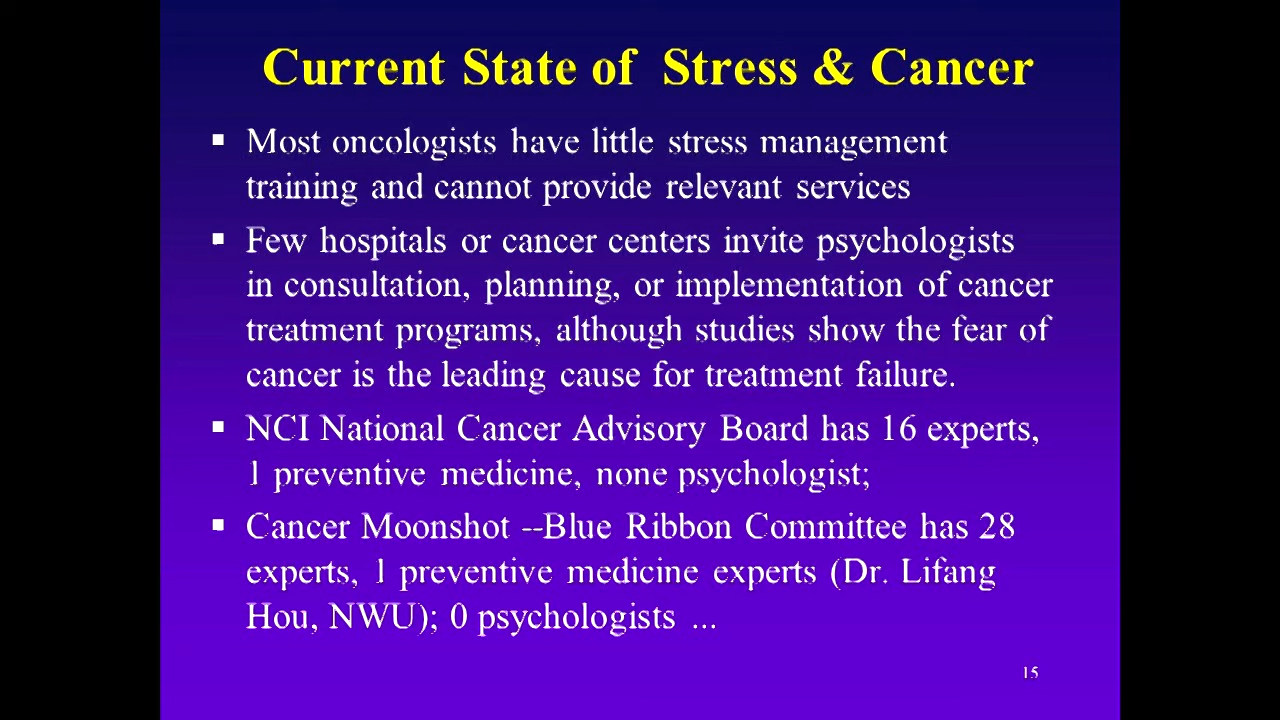 Current State of Stress & Cancer
▪ Most oncologists have little stress management
training and cannot provide relevant services
▪ Few hospitals or cancer centers invite psychologists
in consultation, planning, or implementation of cancer
treatment programs, although studies show the fear of
cancer is the leading cause for treatment failure.
▪ NCI National Cancer Advisory Board has 16 experts,
1 preventive medicine, none psychologist;
▪ Cancer Moonshot --Blue Ribbon Committee has 28
experts, 1 preventive medicine experts (Dr. Lifang
Hou, NWU); 0 psychologists ...
15